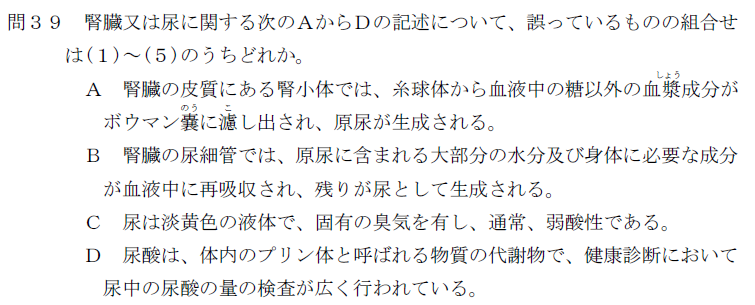 問３９　腎臓又は尿に関する次のＡからＤの記述について、誤っているものの組合せ
は(１)～(５)のうちどれか。
Ａ　腎臓の皮質にある腎小体では、糸球体から血液中の糖以外の血漿成分が
ボウマン嚢に濾し出され、原尿が生成される。
Ｂ　腎臓の尿細管では、原尿に含まれる大部分の水分及び身体に必要な成分
が血液中に再吸収され、残りが尿として生成される。
Ｃ　尿は淡黄色の液体で、固有の臭気を有し、通常、弱酸性である。
Ｄ　尿酸は、体内のプリン体と呼ばれる物質の代謝物で、健康診断において
尿中の尿酸の量の検査が広く行われている。